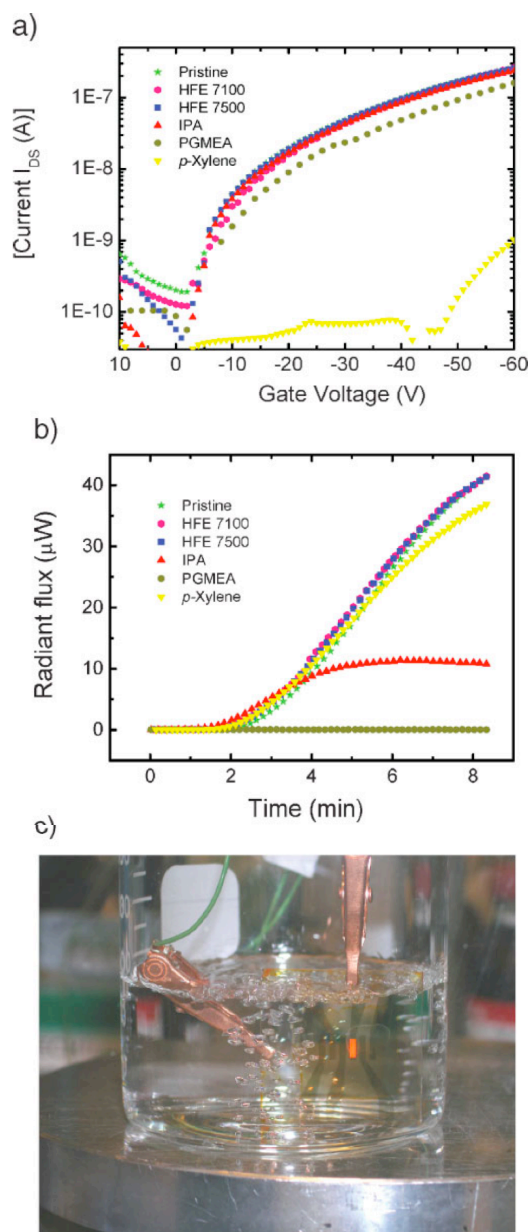 a)
[Current I_DS (A)]
1E-7
1E-8
1E-9
1E-10
Pristine
HFE 7100
HFE 7500
IPA
PGMEA
p-Xylene
10 0 -10 -20 -30 -40 -50 -60
Gate Voltage (V)
b)
Radiant flux (μW)
40
30
20
10
0
Pristine
HFE 7100
HFE 7500
IPA
PGMEA
p-Xylene
0 2 4 6 8
Time (min)
c)